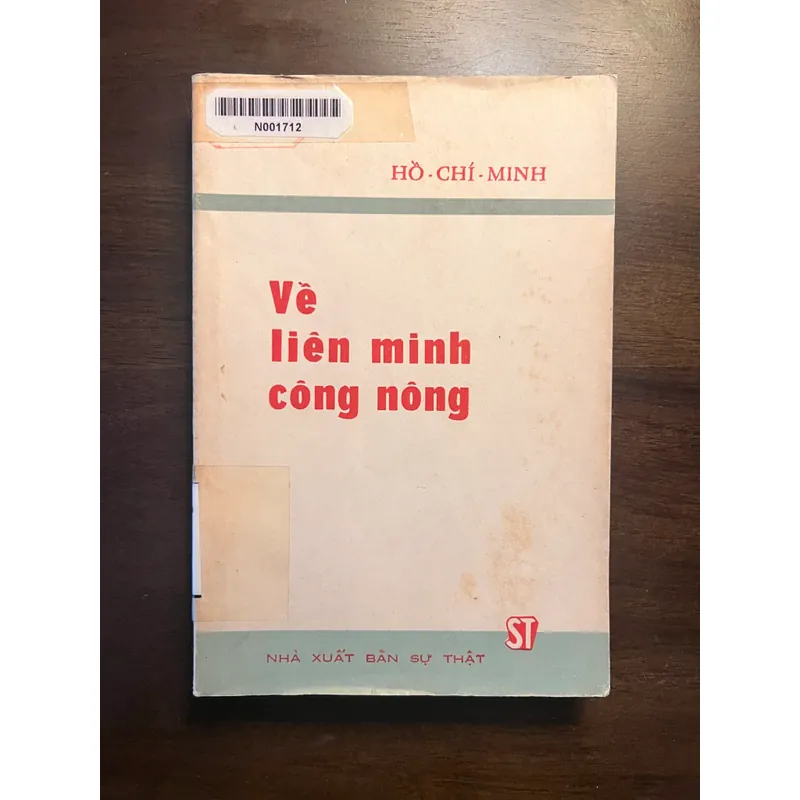 N001712
HỒ - CHÍ - MINH
Về
liên minh
công nông
ST
NHÀ XUẤT BẢN SỰ THẬT